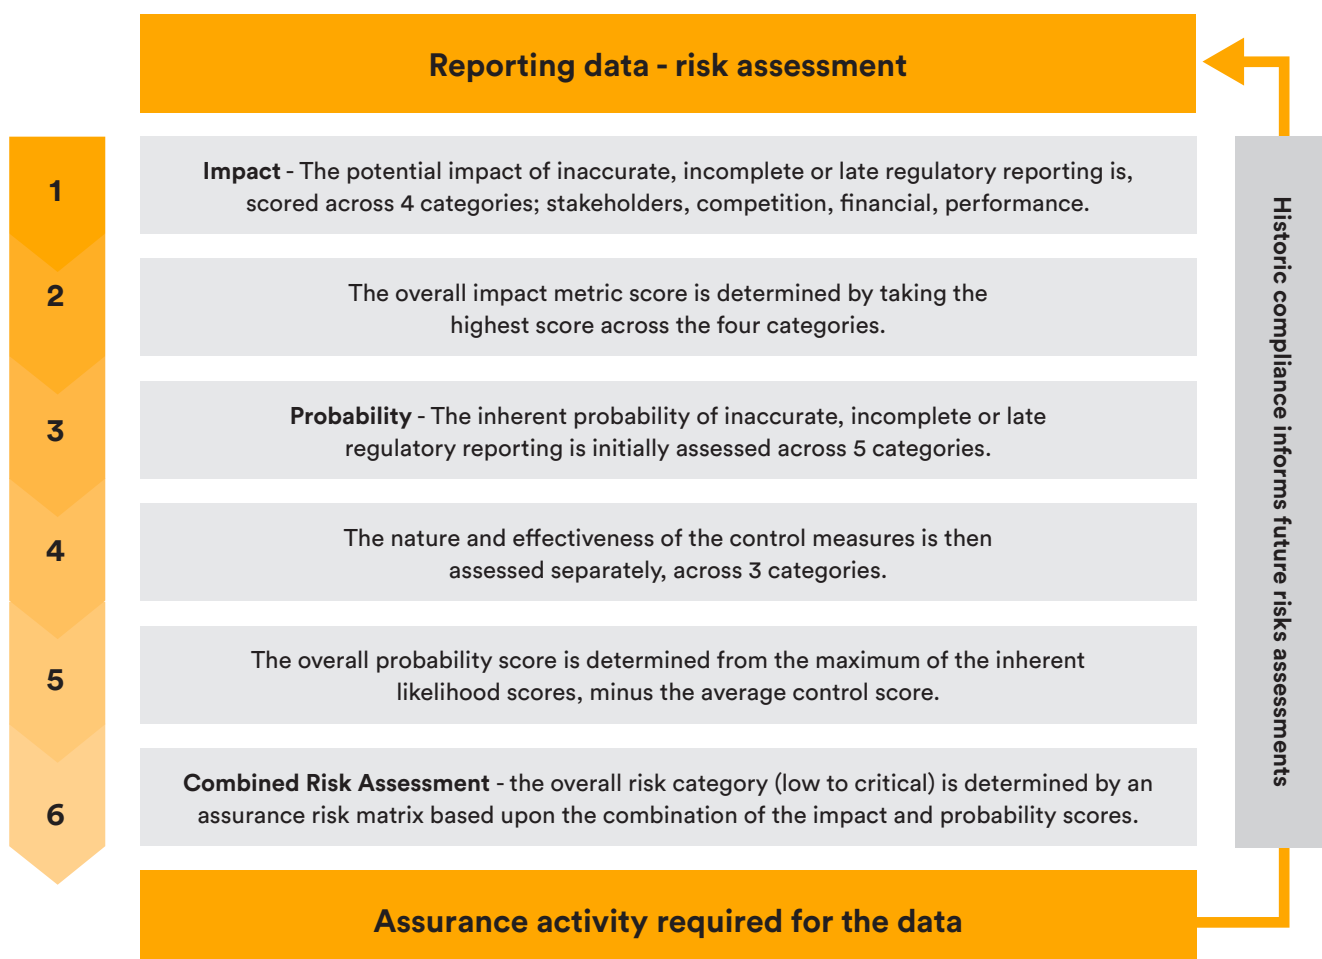 Reporting data - risk assessment
1
Impact - The potential impact of inaccurate, incomplete or late regulatory reporting is,
scored across 4 categories; stakeholders, competition, financial, performance.
2
The overall impact metric score is determined by taking the
highest score across the four categories.
3
Probability - The inherent probability of inaccurate, incomplete or late
regulatory reporting is initially assessed across 5 categories.
4
The nature and effectiveness of the control measures is then
assessed separately, across 3 categories.
5
The overall probability score is determined from the maximum of the inherent
likelihood scores, minus the average control score.
6
Combined Risk Assessment - the overall risk category (low to critical) is determined by an
assurance risk matrix based upon the combination of the impact and probability scores.
Assurance activity required for the data
Historic compliance informs future risks assessments